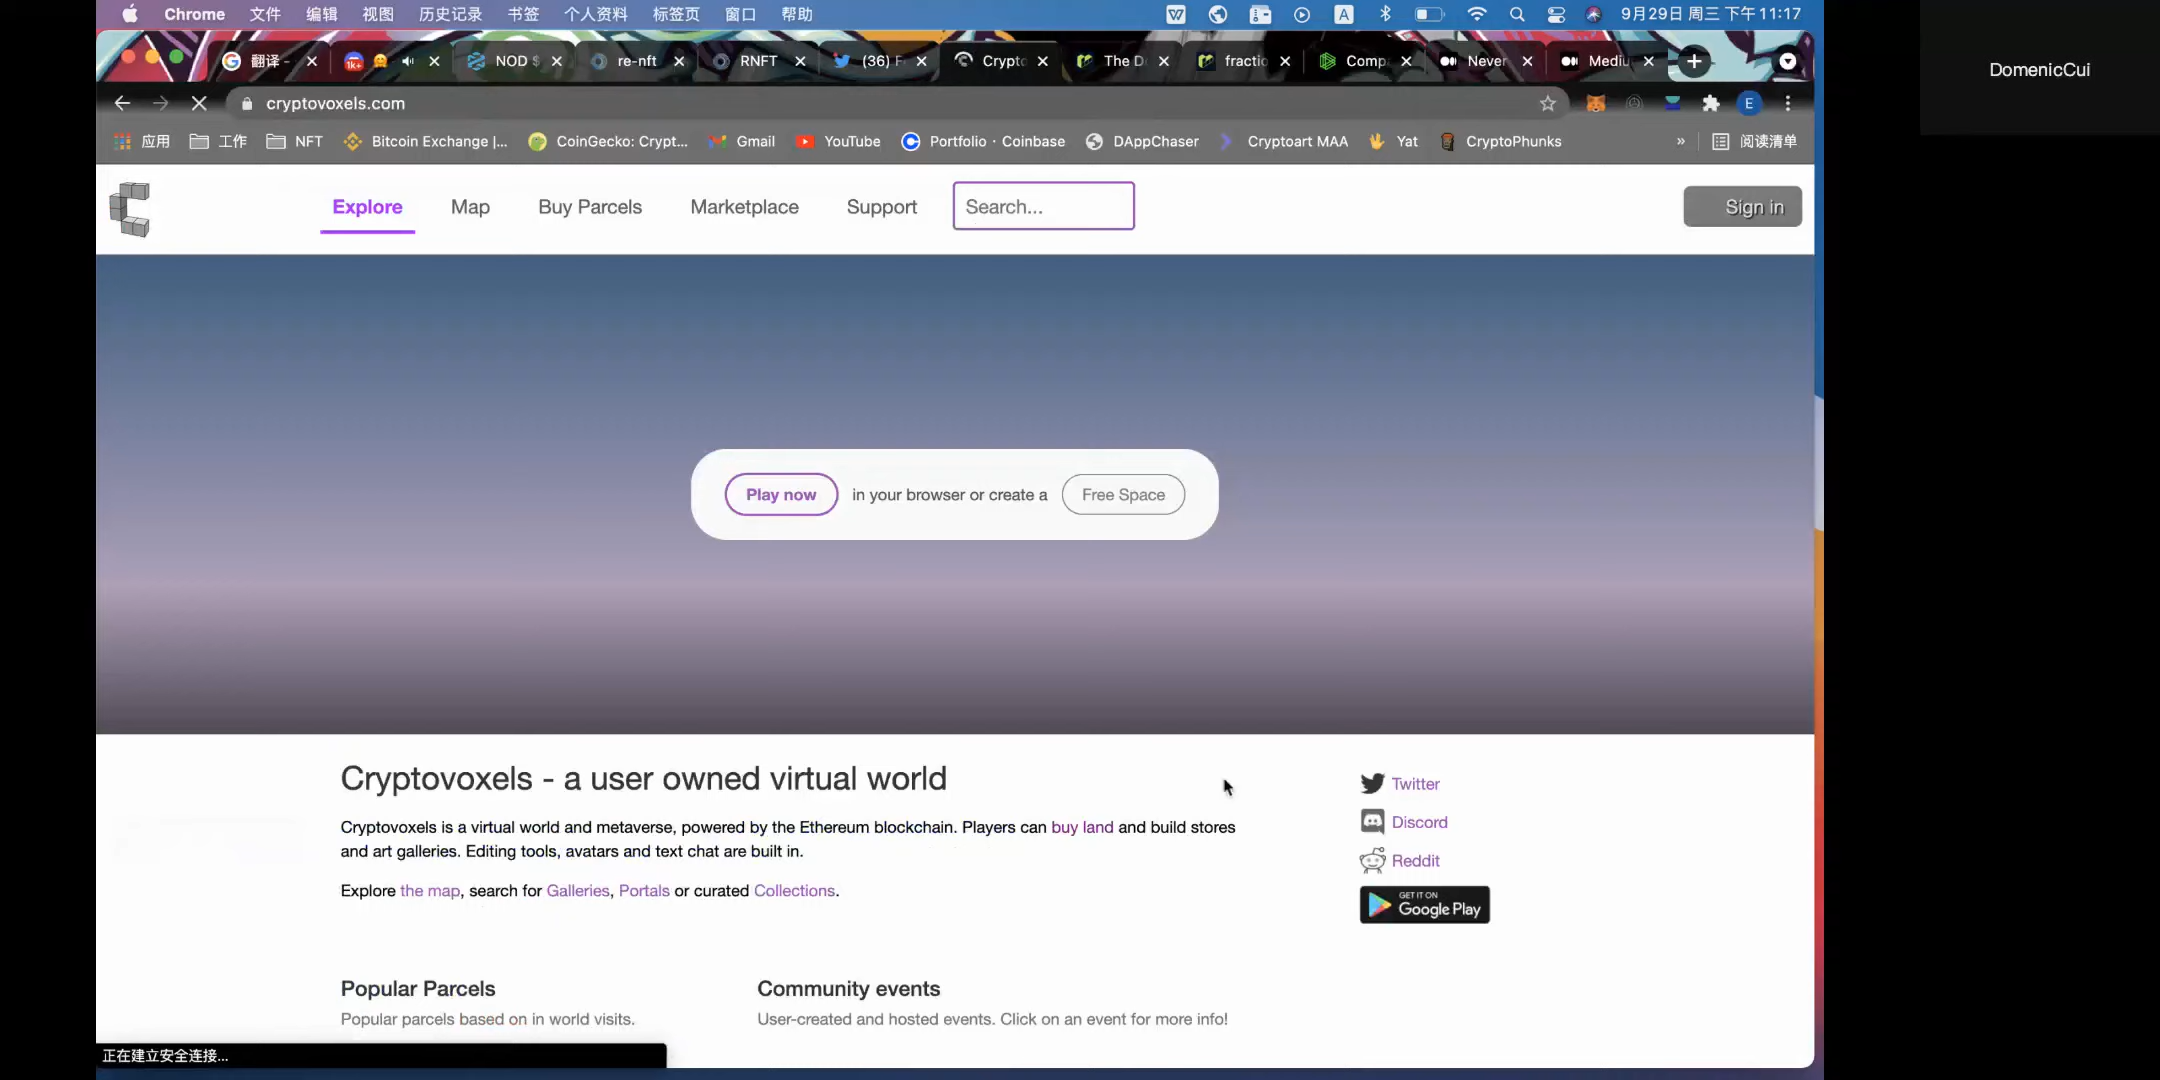 Chrome 文件 编辑 视图 历史记录 书签 个人资料 标签页 窗口 帮助 A 9月29日 周三 下午11:17
DomenicCui
翻译 - 1k+ NOD $ re-nft RNFT (36) F Crypto The D fractio Comp Never Mediu
cryptovoxels.com E
应用 工作 NFT Bitcoin Exchange |... CoinGecko: Crypt... Gmail YouTube Portfolio · Coinbase DAppChaser Cryptoart MAA Yat CryptoPhunks » 阅读清单
Explore Map Buy Parcels Marketplace Support Search... Sign in
Play now in your browser or create a Free Space
Cryptovoxels - a user owned virtual world
Cryptovoxels is a virtual world and metaverse, powered by the Ethereum blockchain. Players can buy land and build stores
and art galleries. Editing tools, avatars and text chat are built in.
Explore the map, search for Galleries, Portals or curated Collections.
Twitter
Discord
Reddit
GET IT ON
Google Play
Popular Parcels
Popular parcels based on in world visits.
Community events
User-created and hosted events. Click on an event for more info!
正在建立安全连接...